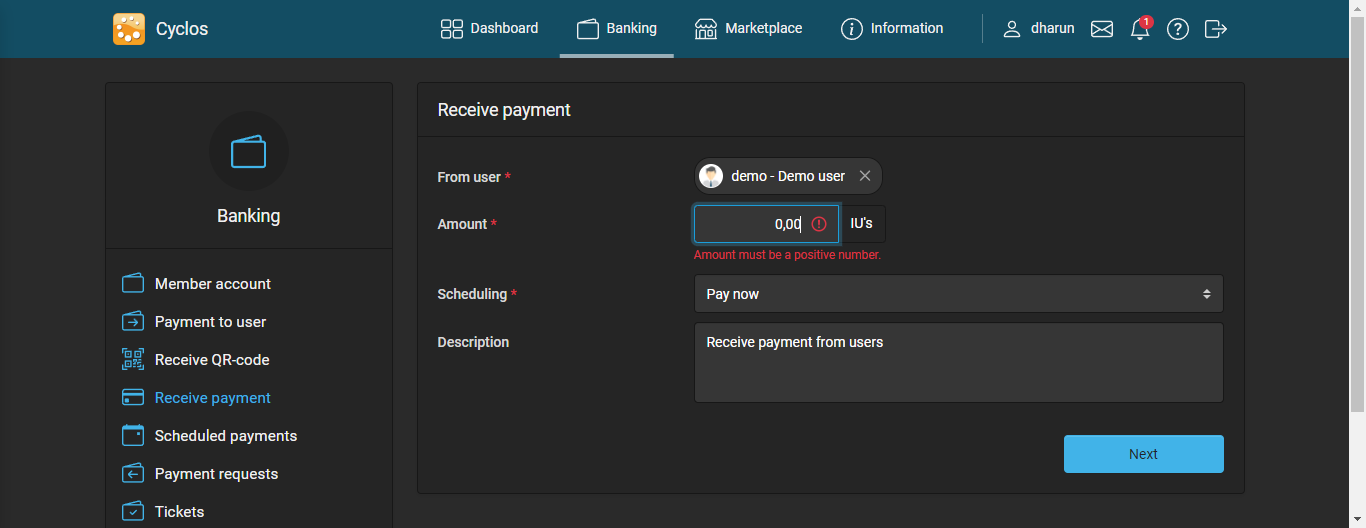 Cyclos
Dashboard
Banking
Marketplace
Information
dharun
1
Banking
Member account
Payment to user
Receive QR-code
Receive payment
Scheduled payments
Payment requests
Tickets
Receive payment
From user *
demo - Demo user
Amount *
0,00
IU's
Amount must be a positive number.
Scheduling *
Pay now
Description
Receive payment from users
Next